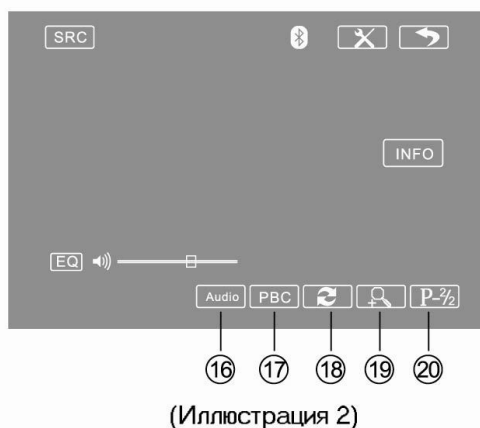 SRC
INFO
EQ
Audio PBC P-2/2
16 17 18 19 20
(Иллюстрация 2)